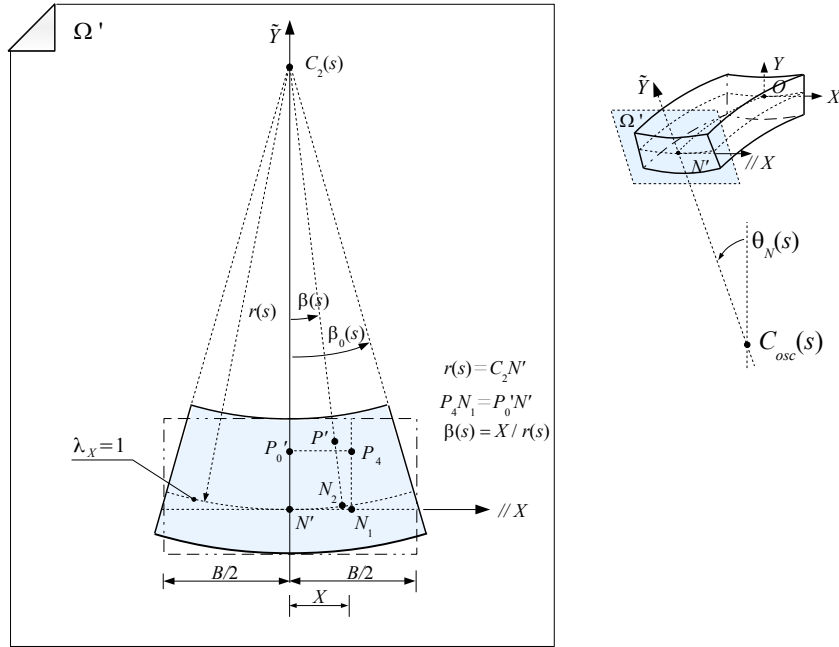 Ω'
Ỹ
C₂(s)
r(s)
β(s)
β₀(s)
r(s)=C₂N'
P₄N₁=P₀'N'
β(s) = X / r(s)
λ_X=1
P₀'
P'
P₄
N₂
N'
N₁
// X
B/2
B/2
X
Y
Ỹ
O
X
Ω'
N'
// X
θ_N(s)
C_osc(s)